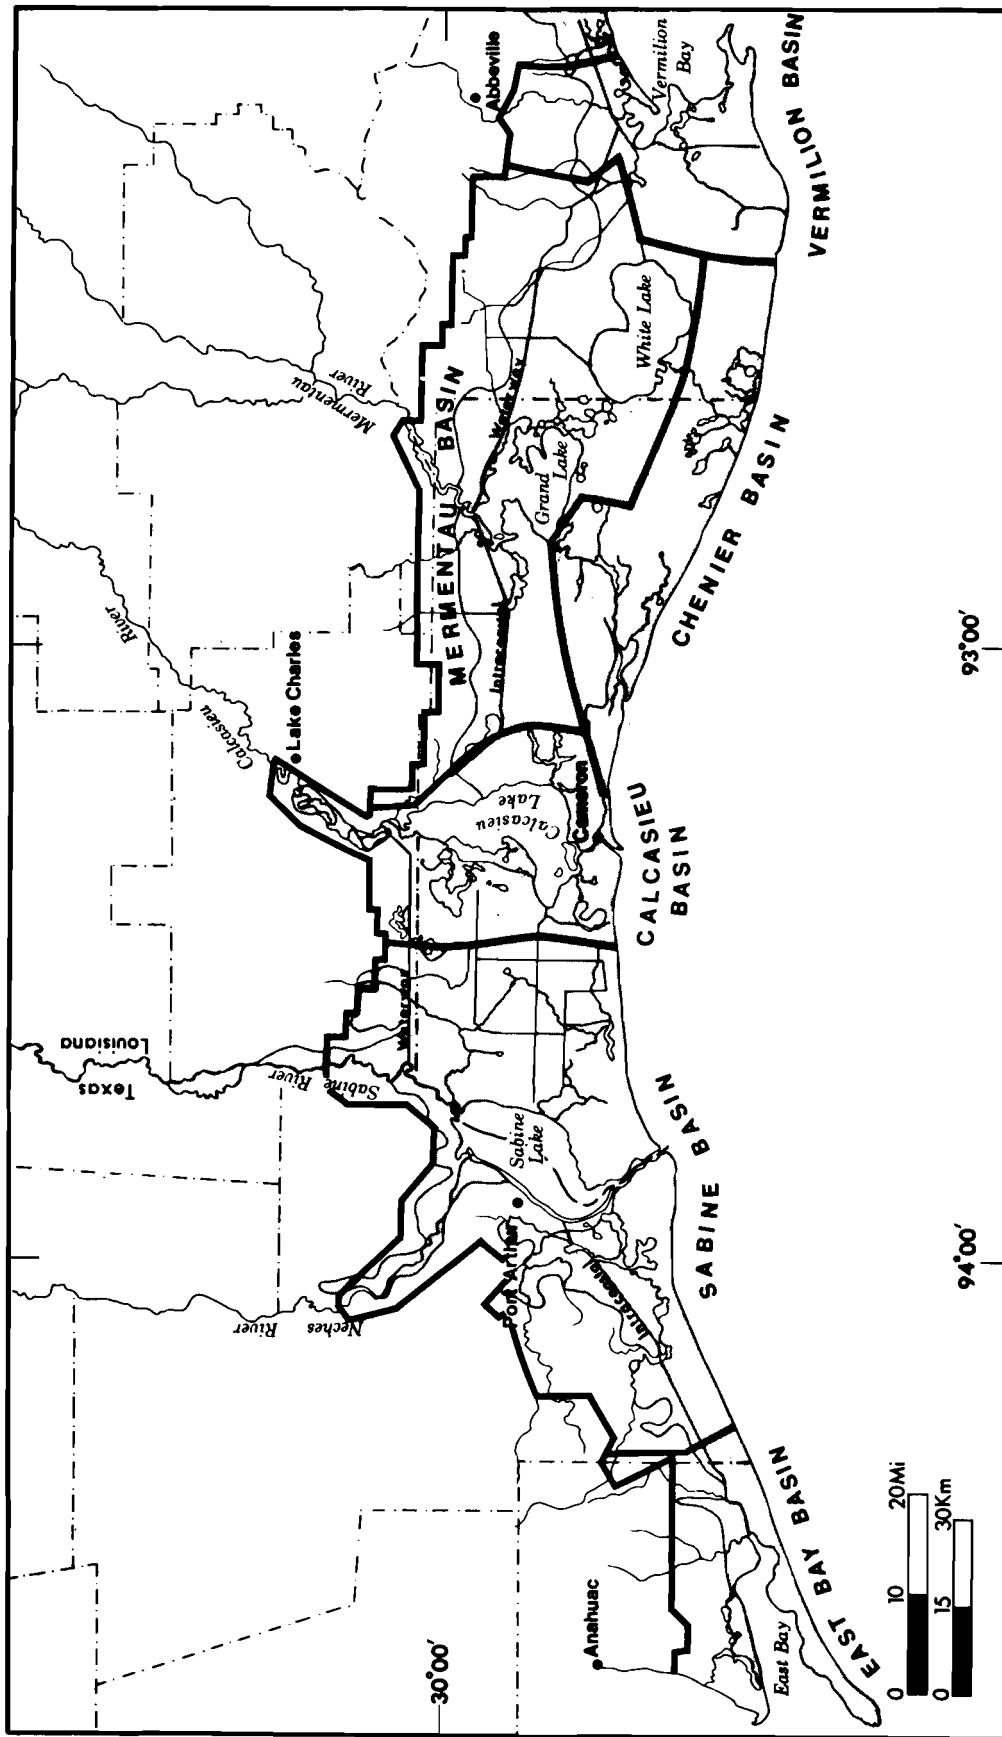 Texas
Louisiana
Sabine
River
Neches
River
Calcasieu
River
Mermentau
River
Lake Charles
Abbeville
Vermilion
Bay
VERMILION BASIN
MERMENTAU BASIN
White Lake
Grand
Lake
Waterway
Intracoastal
CHENIER BASIN
Calcasieu
Lake
Cameron
CALCASIEU
BASIN
Waterway
Sabine
Lake
Port Arthur
Intracoastal
SABINE BASIN
Anahuac
East Bay
EAST BAY BASIN
30°00'
94°00'
93°00'
0 10 20Mi
0 15 30Km